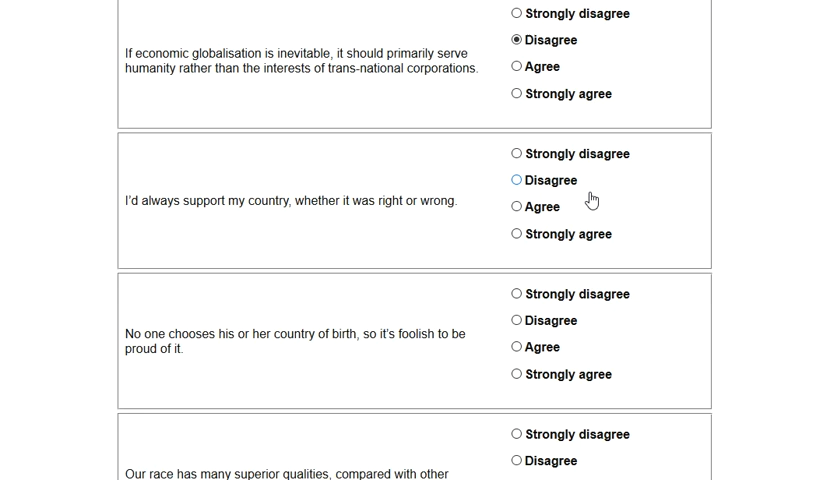 Strongly disagree
Disagree
If economic globalisation is inevitable, it should primarily serve
humanity rather than the interests of trans-national corporations.
Agree
Strongly agree
Strongly disagree
Disagree
I'd always support my country, whether it was right or wrong.
Agree
Strongly agree
Strongly disagree
Disagree
No one chooses his or her country of birth, so it's foolish to be
proud of it.
Agree
Strongly agree
Strongly disagree
Disagree
Our race has many superior qualities, compared with other